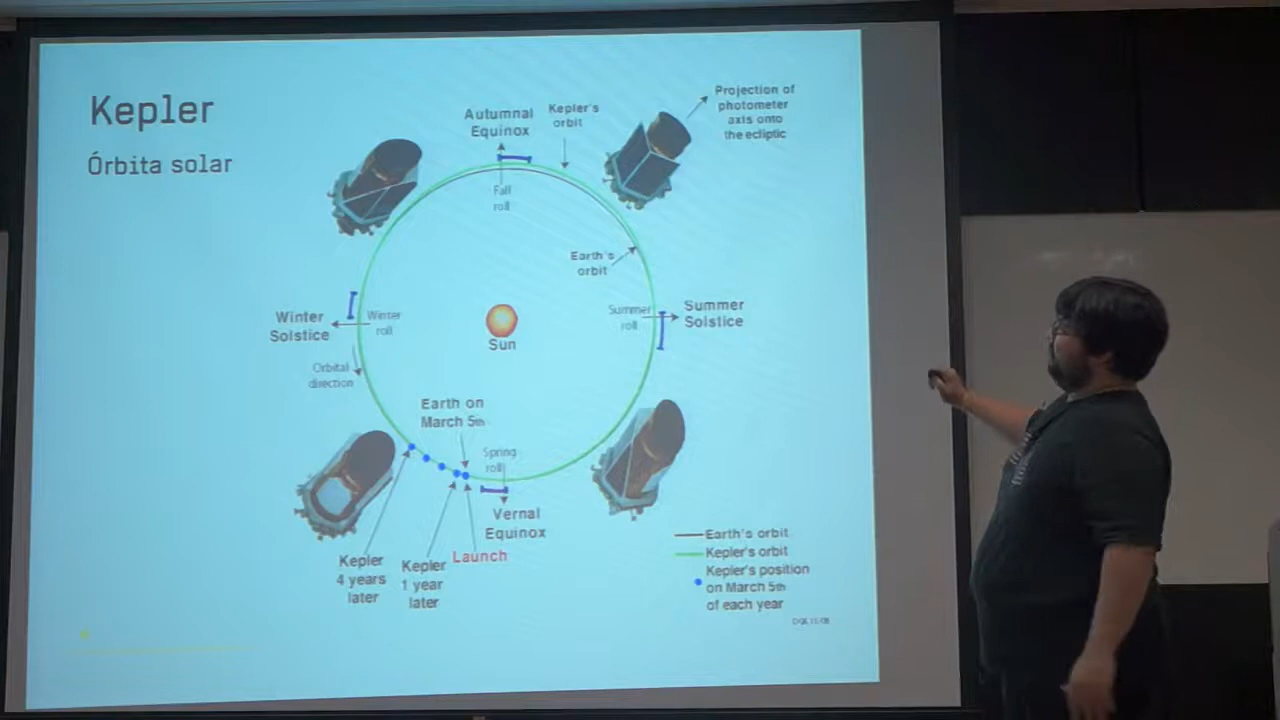 Kepler
Órbita solar
Autumnal
Equinox
Kepler's
orbit
Projection of
photometer
axis onto
the ecliptic
Fall
roll
Earth's
orbit
Winter
Solstice
Winter
roll
Summer
roll
Summer
Solstice
Sun
Orbital
direction
Earth on
March 5th
Spring
roll
Vernal
Equinox
Kepler
4 years
later
Kepler
1 year
later
Launch
Earth's orbit
Kepler's orbit
Kepler's position
on March 5th
of each year